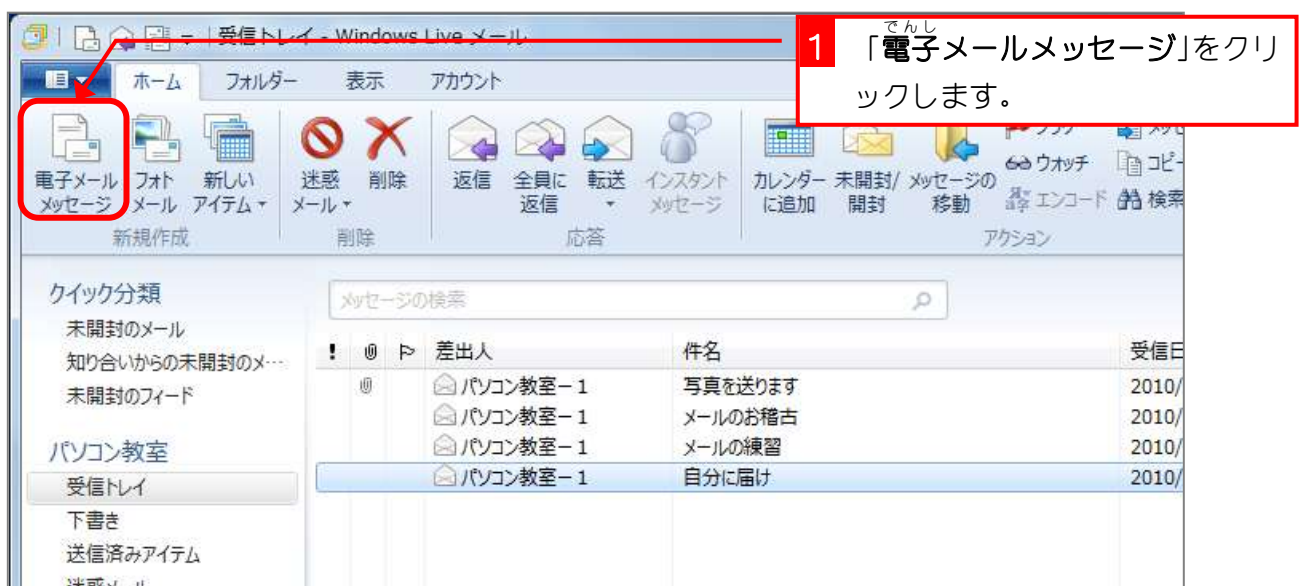 受信トレイ - Windows Live メール
1
でんし
「電子メールメッセージ」をクリ
ックします。
ホーム フォルダー 表示 アカウント
電子メール
メッセージ
フォト
メール
新しい
アイテム
迷惑
メール
削除
返信
全員に
返信
転送
インスタント
メッセージ
カレンダー
に追加
未開封/
開封
メッセージの
移動
ウォッチ
エンコード
コピー
検索
新規作成 削除 応答 アクション
クイック分類
未開封のメール
知り合いからの未開封のメ…
未開封のフィード
パソコン教室
受信トレイ
下書き
送信済みアイテム
メッセージの検索
! 差出人 件名 受信日
パソコン教室－1 写真を送ります 2010/
パソコン教室－1 メールのお稽古 2010/
パソコン教室－1 メールの練習 2010/
パソコン教室－1 自分に届け 2010/